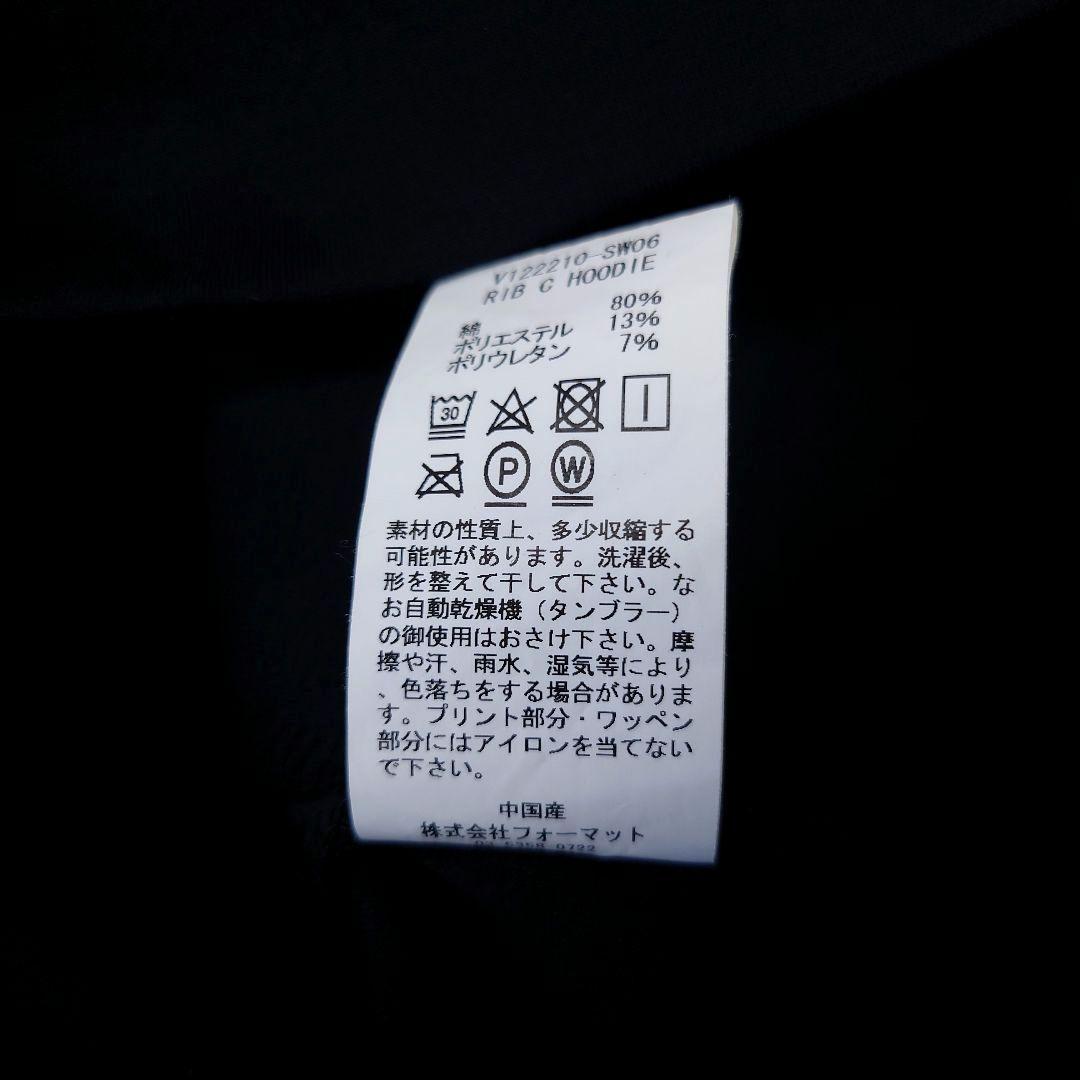 V122210-SW06
RIB C HOODIE
綿 80%
ポリエステル 13%
ポリウレタン 7%
30
P W
素材の性質上、多少収縮する
可能性があります。洗濯後、
形を整えて干して下さい。な
お自動乾燥機（タンブラー）
の御使用はおさけ下さい。摩
擦や汗、雨水、湿気等により
、色落ちをする場合がありま
す。プリント部分・ワッペン
部分にはアイロンを当てない
で下さい。
中国産
株式会社フォーマット